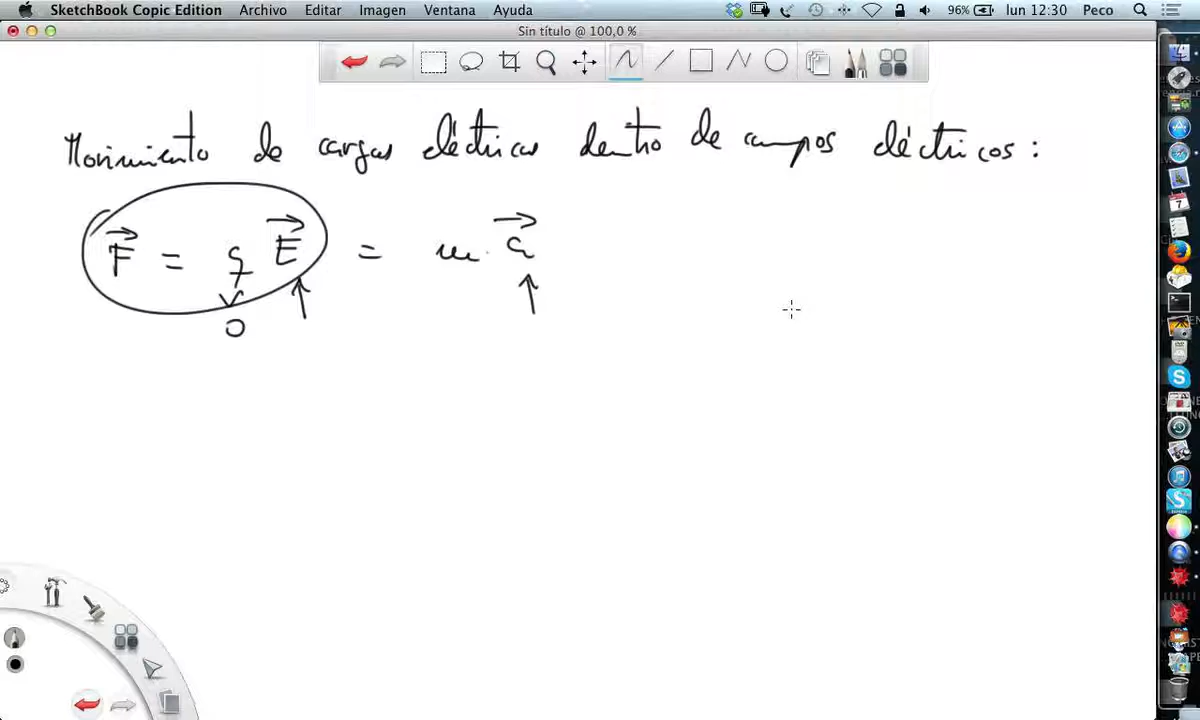 SketchBook Copic Edition Archivo Editar Imagen Ventana Ayuda 96% lun 12:30 Peco
Sin título @ 100,0 %
Movimiento de cargas eléctricas dentro de campos eléctricos:
F = q E = m · a
0